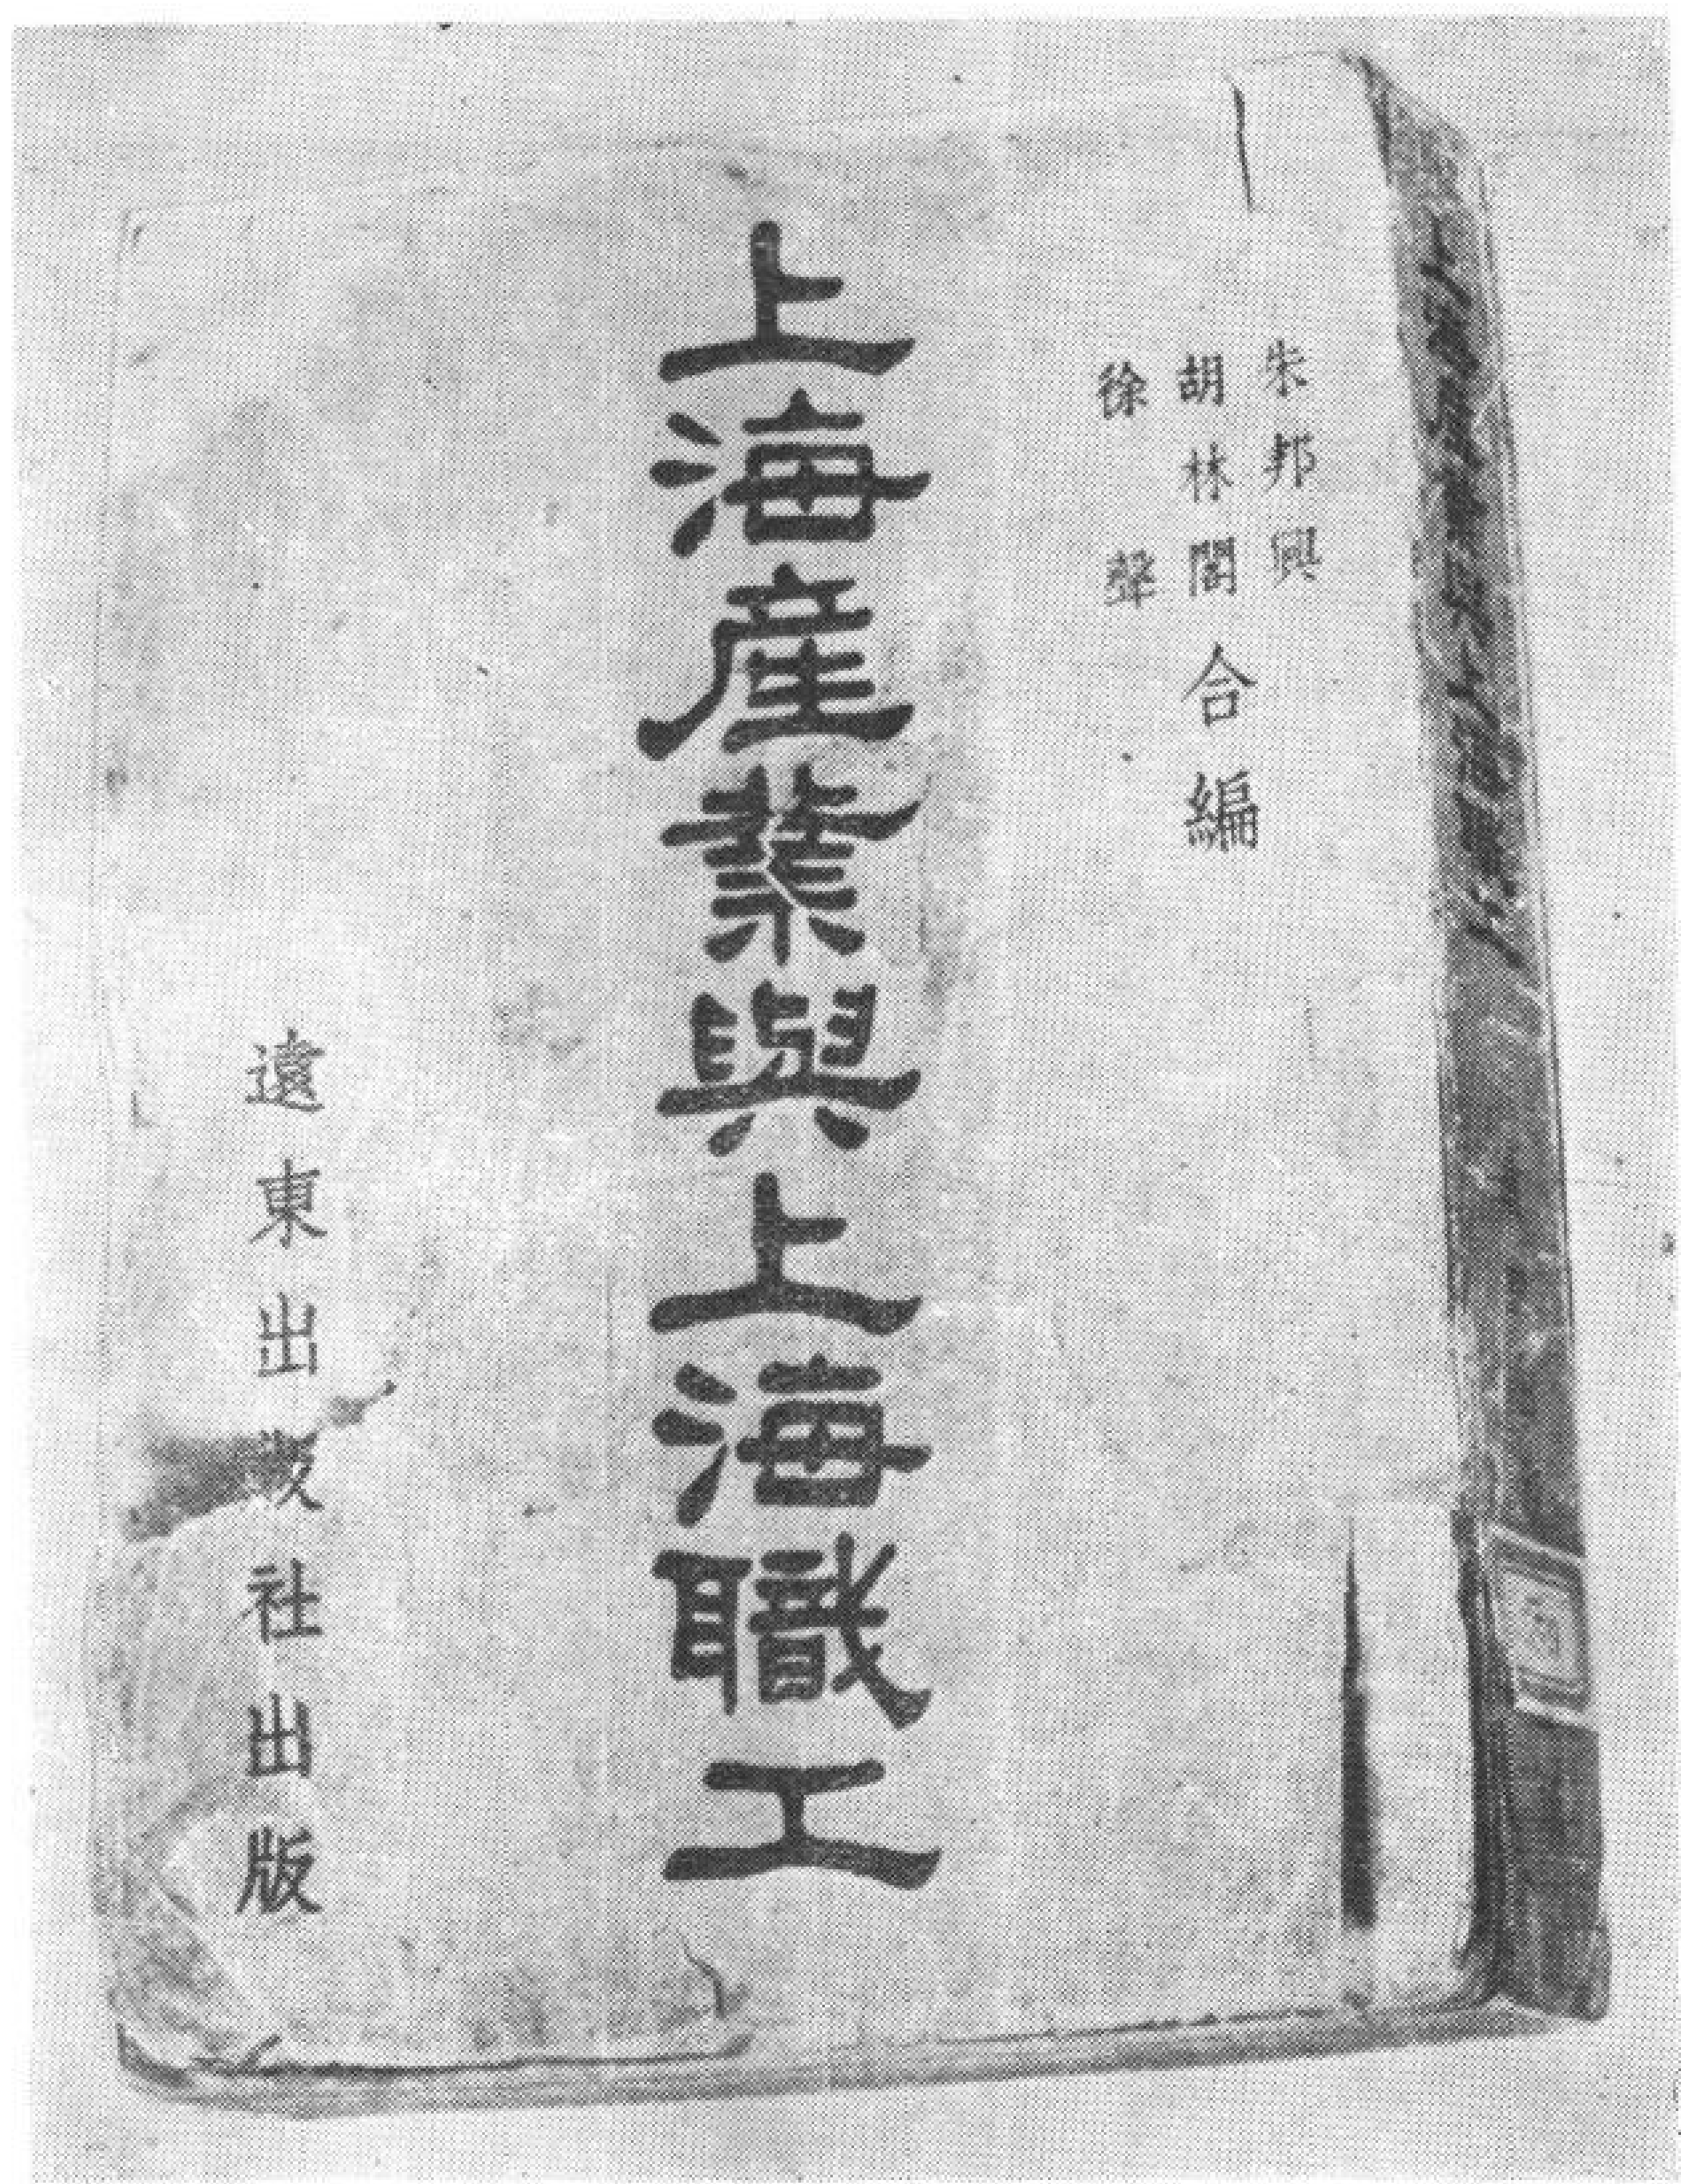 朱邦興
胡林閣
徐聲
合編
上海產業與上海職工
遠東出版社出版